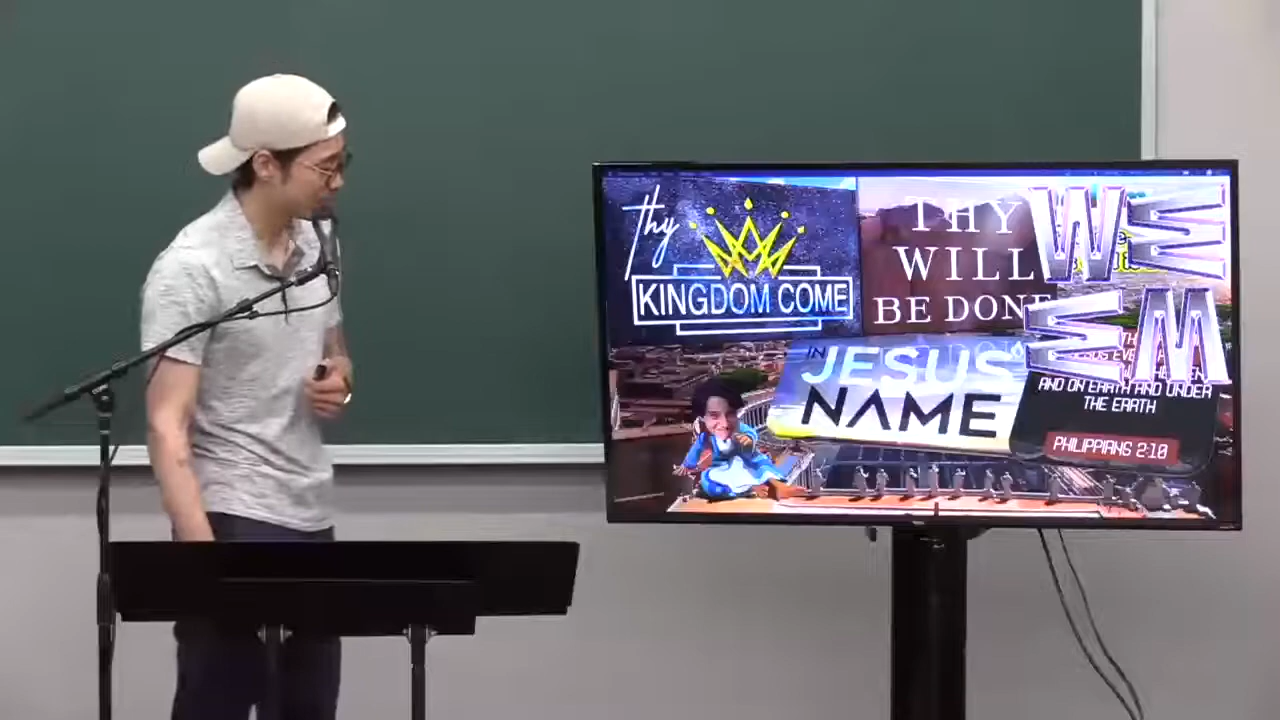 thy
KINGDOM COME
THY
WILL
BE DONE
W E
E M
IN
JESUS'
NAME
AND ON EARTH AND UNDER
THE EARTH
PHILIPPIANS 2:10